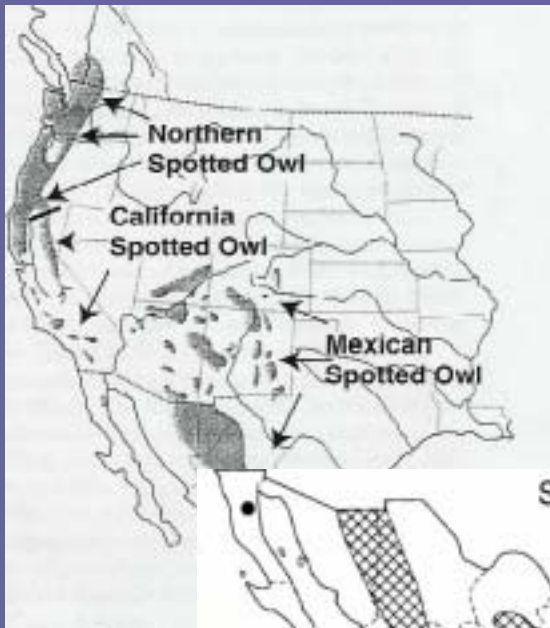 Northern
Spotted Owl
California
Spotted Owl
Mexican
Spotted Owl
S